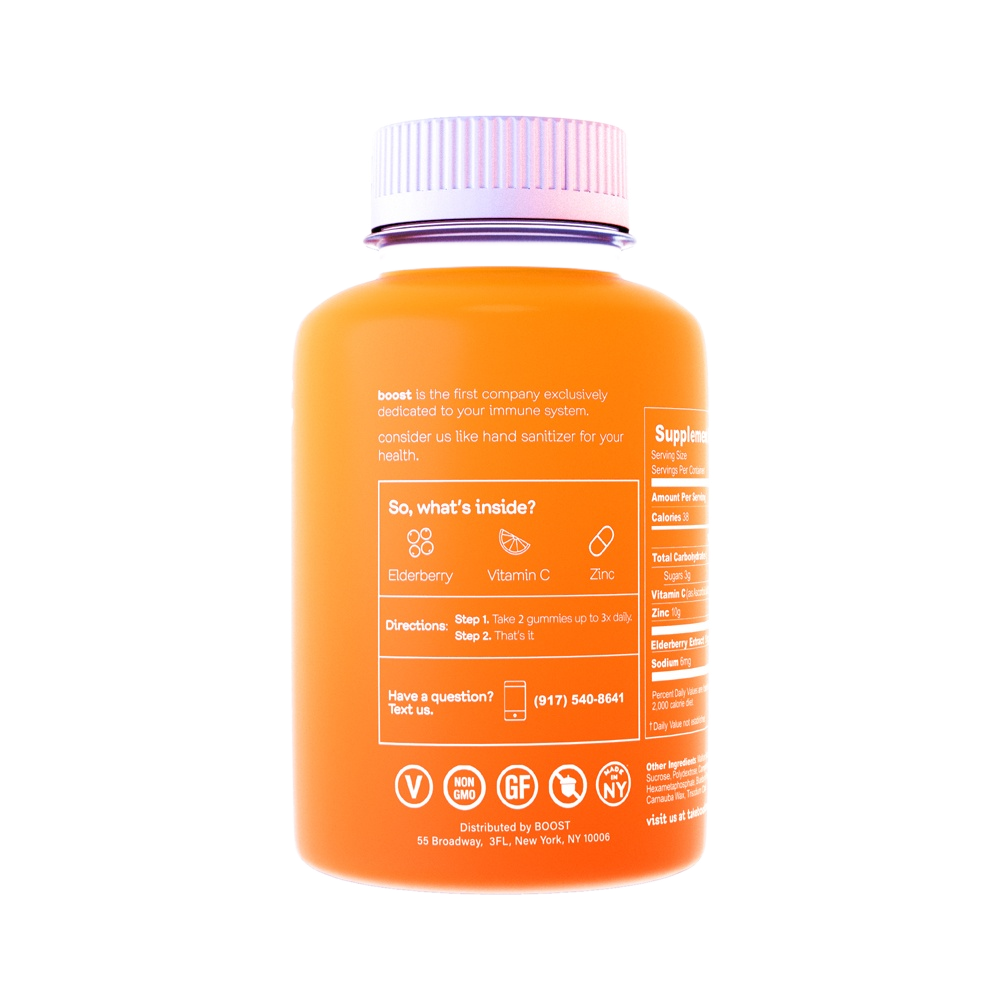 boost is the first company exclusively
dedicated to your immune system.
consider us like hand sanitizer for your
health.
So, what's inside?
Elderberry Vitamin C Zinc
Directions: Step 1. Take 2 gummies up to 3x daily.
Step 2. That's it
Have a question?
Text us.
(917) 540-8641
V
NON
GMO
GF
MADE
IN
NY
Distributed by BOOST
55 Broadway, 3FL, New York, NY 10006
Serving Size
Servings Per
Amount Per Serving
Calories 38
Total
Sugars 3g
Vitamin C (as
Zinc 10g
Elderberry Extract
Sodium 6mg
Percent Daily Values
2,000 calorie diet.
† Daily Value not established
Other Ingredients:
Sucrose, Polydextrose,
Hexametaphosphate,
Carnauba Wax,
visit us at